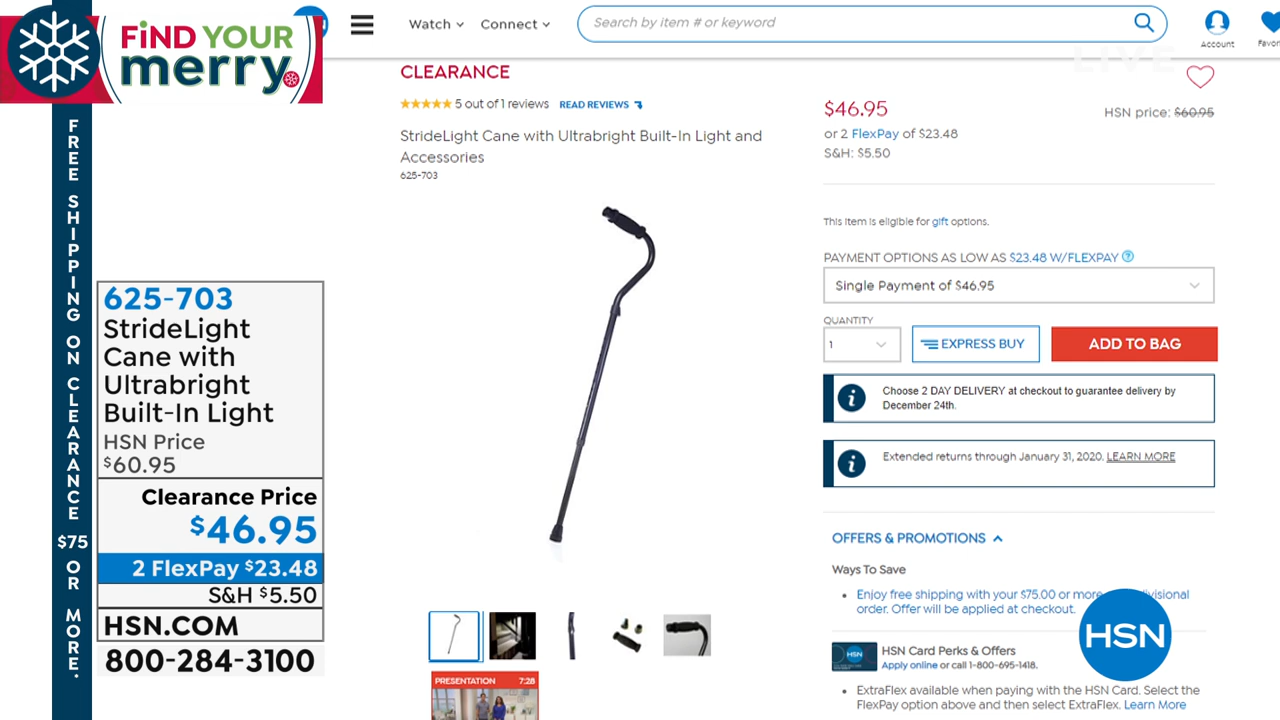 FiND YOUR
merry
FREE SHIPPING ON CLEARANCE $75 OR MORE.
625-703
StrideLight
Cane with
Ultrabright
Built-In Light
HSN Price
$60.95
Clearance Price
$46.95
2 FlexPay $23.48
S&H $5.50
HSN.COM
800-284-3100
Watch
Connect
Search by item # or keyword
Account
LIVE
CLEARANCE
5 out of 1 reviews READ REVIEWS
StrideLight Cane with Ultrabright Built-In Light and
Accessories
625-703
PRESENTATION 7:28
$46.95
HSN price: $60.95
or 2 FlexPay of $23.48
S&H: $5.50
This item is eligible for gift options.
PAYMENT OPTIONS AS LOW AS $23.48 W/FLEXPAY ?
Single Payment of $46.95
QUANTITY
1
EXPRESS BUY
ADD TO BAG
i
Choose 2 DAY DELIVERY at checkout to guarantee delivery by
December 24th.
i
Extended returns through January 31, 2020. LEARN MORE
OFFERS & PROMOTIONS
Ways To Save
Enjoy free shipping with your $75.00 or more
order. Offer will be applied at checkout.
HSN
HSN
HSN Card Perks & Offers
Apply online or call 1-800-695-1418.
ExtraFlex available when paying with the HSN Card. Select the
FlexPay option above and then select ExtraFlex. Learn More